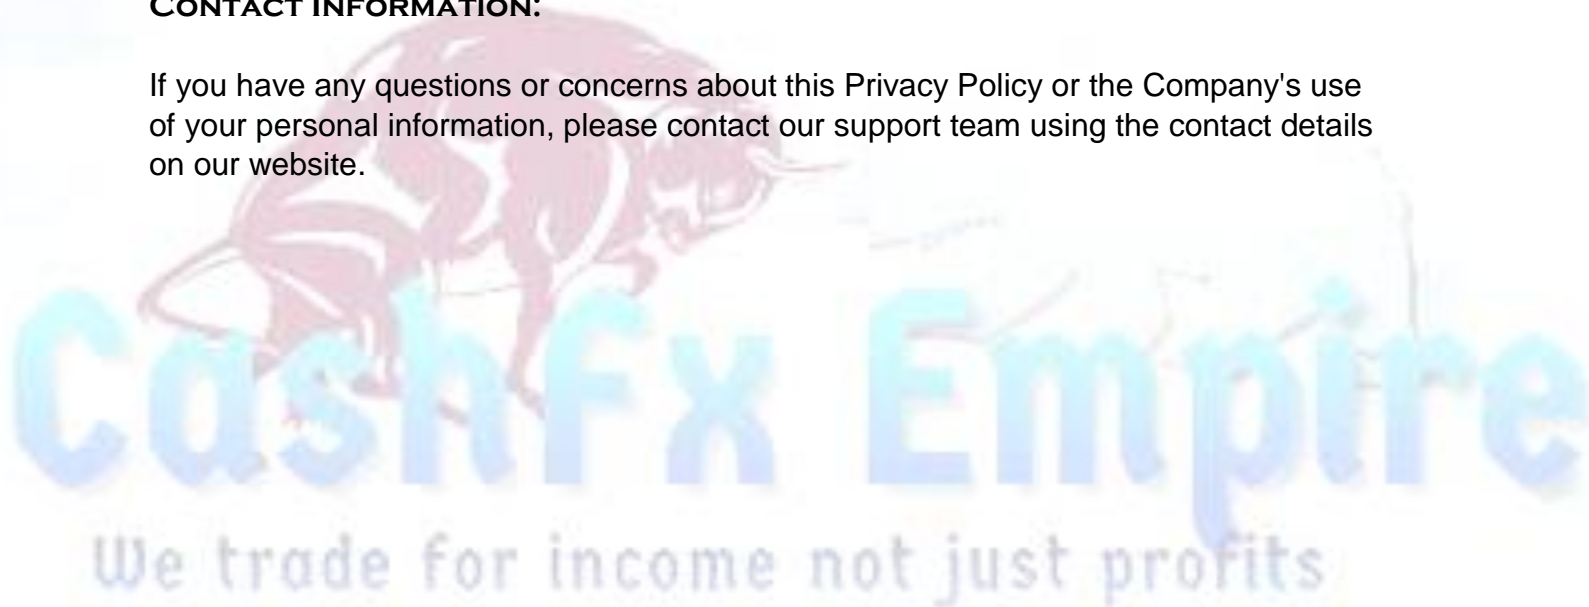 CONTACT INFORMATION:
If you have any questions or concerns about this Privacy Policy or the Company's use
of your personal information, please contact our support team using the contact details
on our website.
Cashfx Empire
We trade for income not just profits